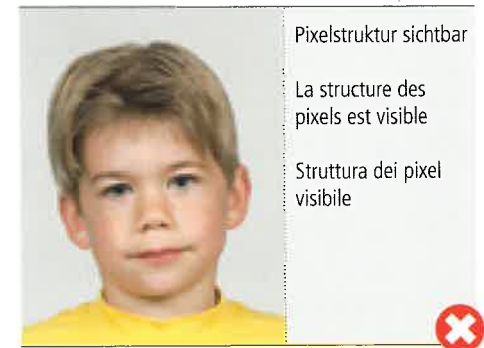 Pixelstruktur sichtbar
La structure des
pixels est visible
Struttura dei pixel
visibile